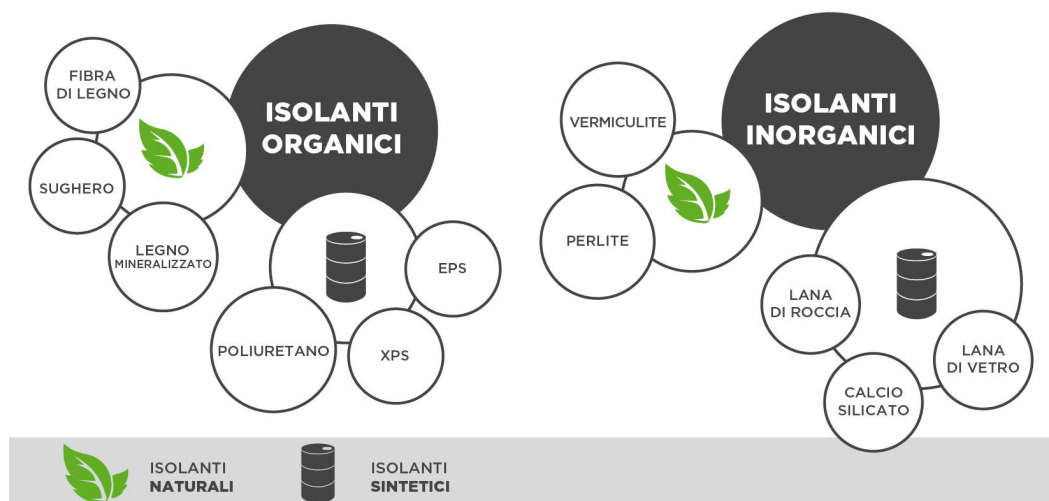 ISOLANTI
ORGANICI
FIBRA
DI LEGNO
SUGHERO
LEGNO
MINERALIZZATO
EPS
XPS
POLIURETANO
ISOLANTI
INORGANICI
VERMICULITE
PERLITE
LANA
DI ROCCIA
CALCIO
SILICATO
LANA
DI VETRO
ISOLANTI
NATURALI
ISOLANTI
SINTETICI